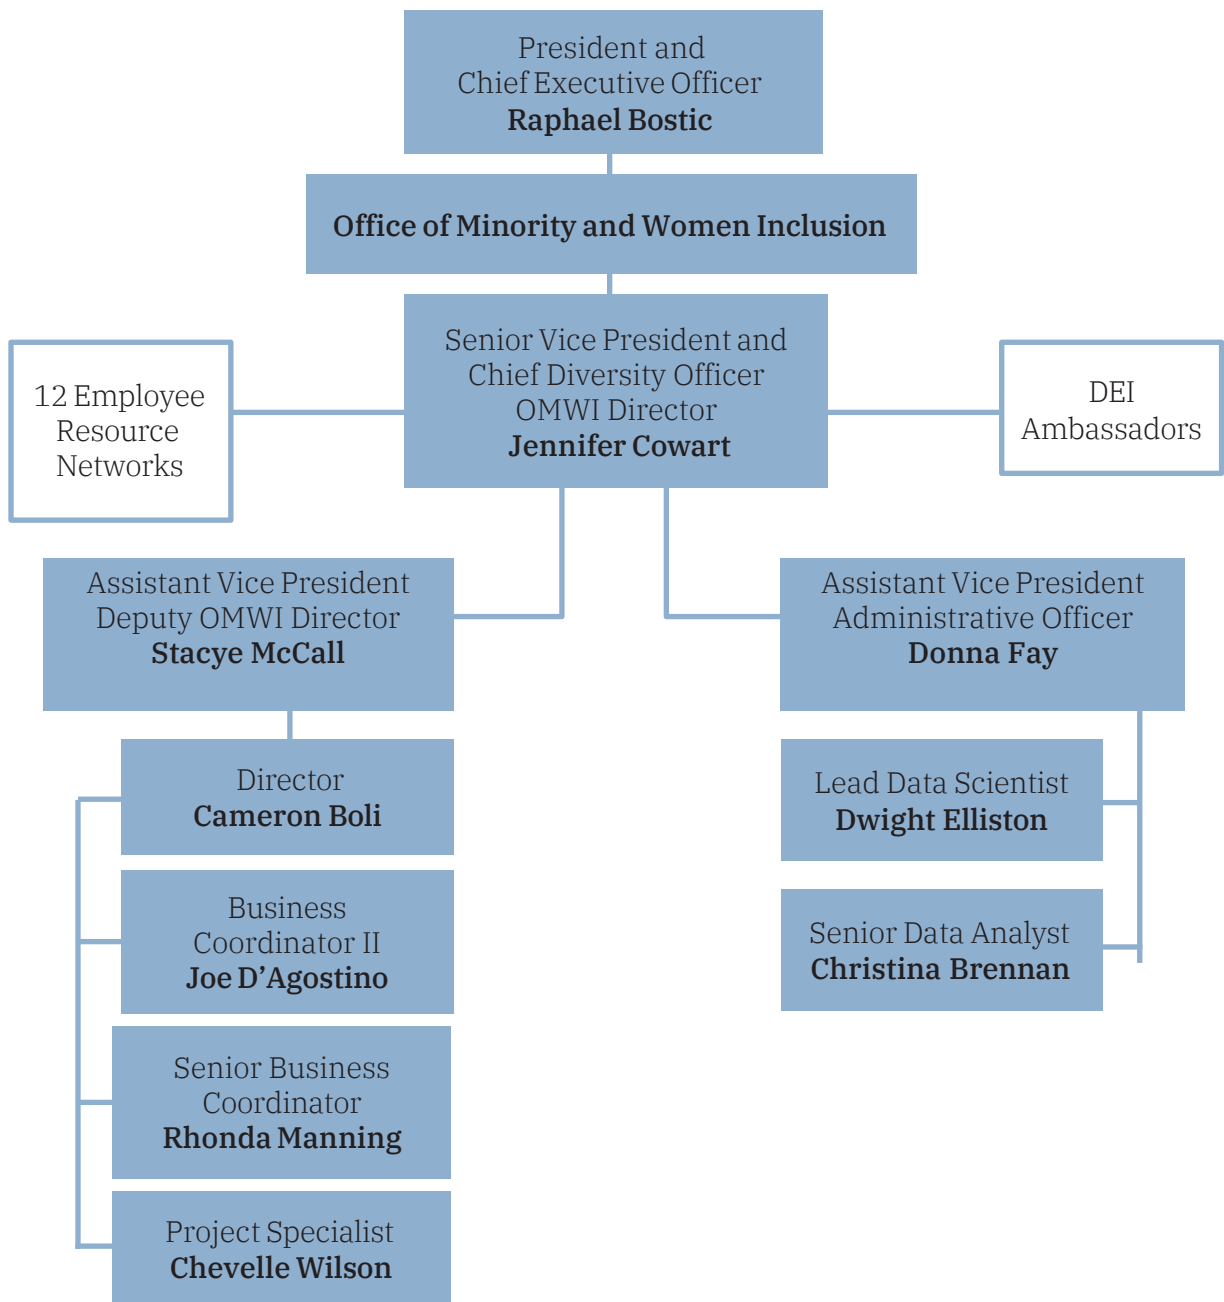 President and
Chief Executive Officer
Raphael Bostic
Office of Minority and Women Inclusion
Senior Vice President and
Chief Diversity Officer
OMWI Director
Jennifer Cowart
12 Employee
Resource
Networks
DEI
Ambassadors
Assistant Vice President
Deputy OMWI Director
Stacye McCall
Assistant Vice President
Administrative Officer
Donna Fay
Director
Cameron Boli
Business
Coordinator II
Joe D’Agostino
Senior Business
Coordinator
Rhonda Manning
Project Specialist
Chevelle Wilson
Lead Data Scientist
Dwight Elliston
Senior Data Analyst
Christina Brennan